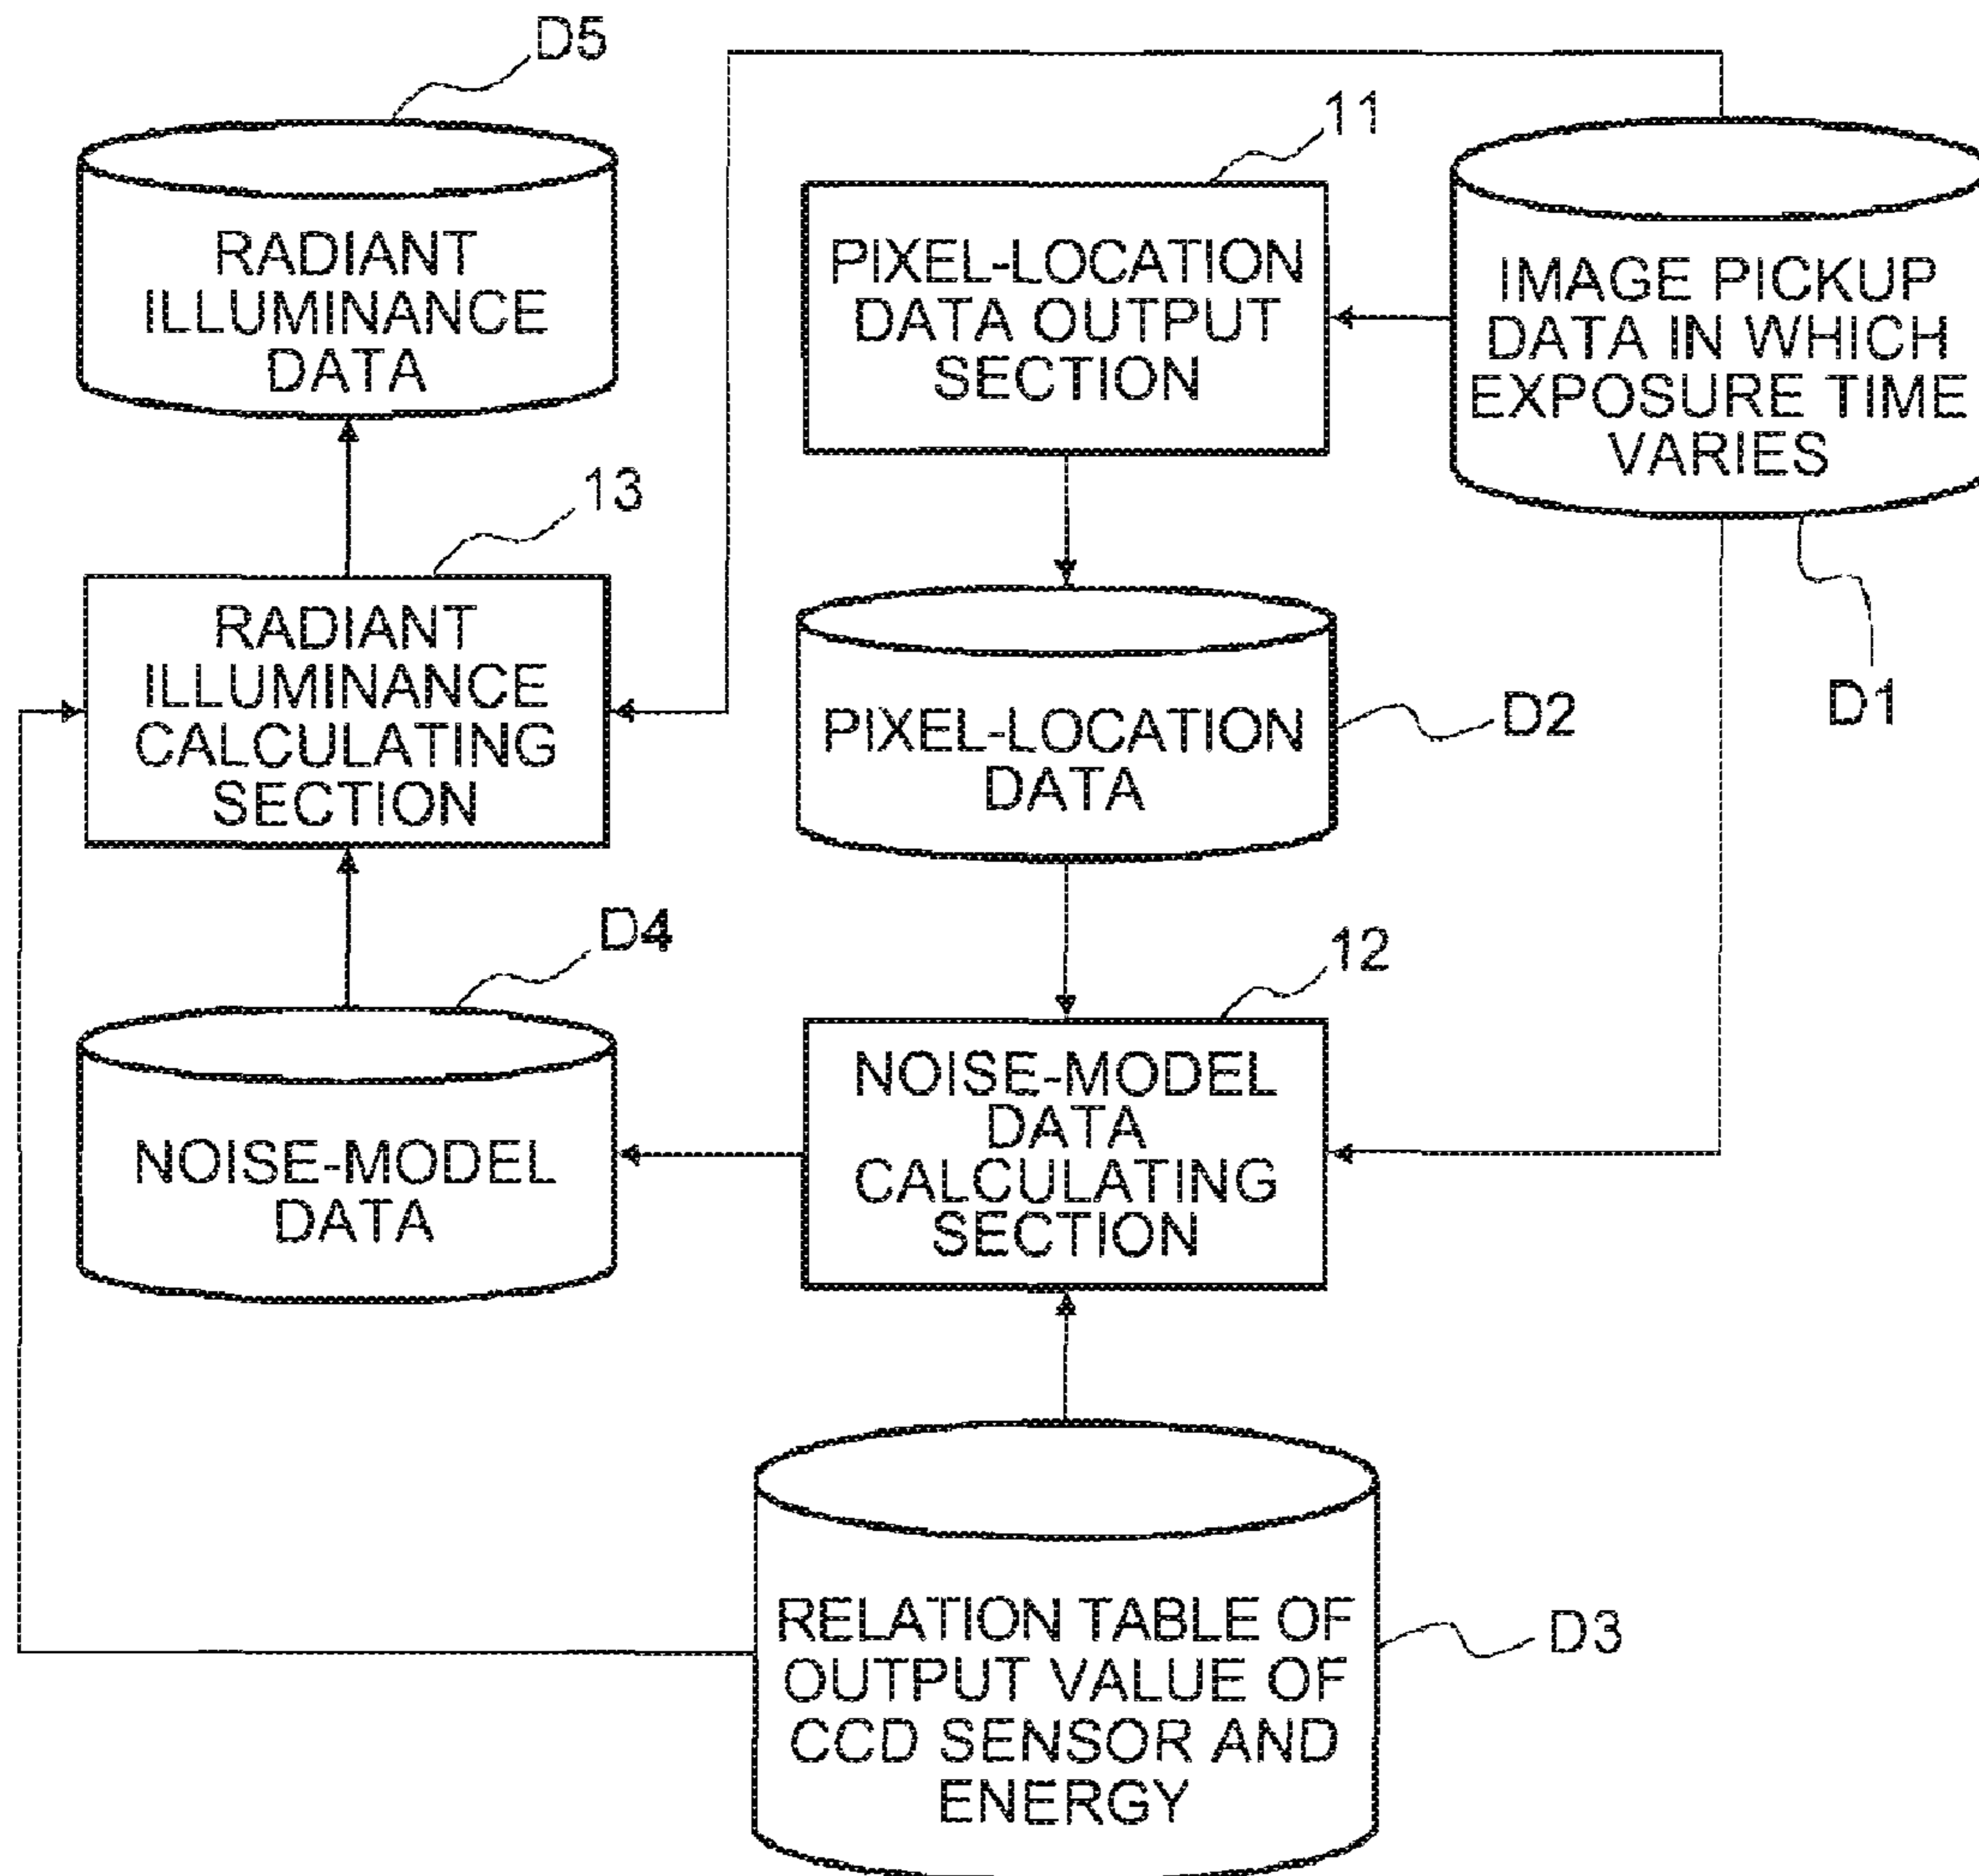 D5
RADIANT
ILLUMINANCE
DATA
11
PIXEL-LOCATION
DATA OUTPUT
SECTION
IMAGE PICKUP
DATA IN WHICH
EXPOSURE TIME
VARIES
D1
13
RADIANT
ILLUMINANCE
CALCULATING
SECTION
PIXEL-LOCATION
DATA
D2
D4
NOISE-MODEL
DATA
12
NOISE-MODEL
DATA
CALCULATING
SECTION
RELATION TABLE OF
OUTPUT VALUE OF
CCD SENSOR AND
ENERGY
D3